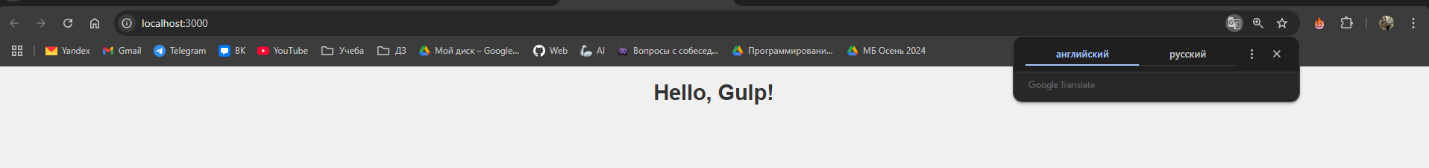 localhost:3000
Yandex Gmail Telegram ВК YouTube Учеба ДЗ Мой диск – Google... Web AI Вопросы с собесед... Программировани... МБ Осень 2024
английский русский
Google Translate
Hello, Gulp!